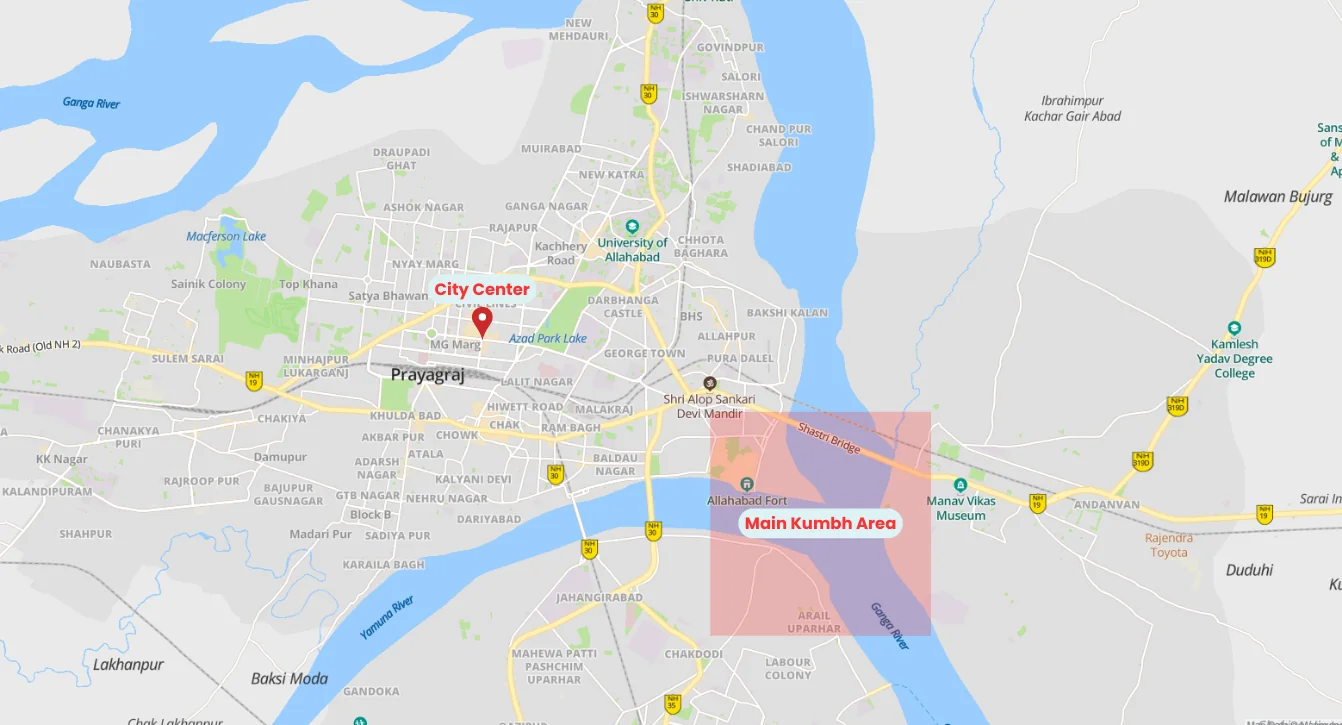 NH
30
NEW
MEHDAURI
GOVINDPUR
SALORI
NH
30
ISHWARSHRN
NAGAR
Ganga River
Ibrahimpur
Kachar Gair Abad
CHAND PUR
SALORI
Sans
of M
&
Ap
DRAUPADI
GHAT
MUIRABAD
SHADIABAD
NEW KATRA
Malawan Bujurg
ASHOK NAGAR
GANGA NAGAR
RAJAPUR
Macferson Lake
University of
Allahabad
CHHOTA
BAGHARA
Kachhery
Road
NAUBASTA
NYAY MARG
NH
319D
Sainik Colony
Top Khana
Satya Bhawan
City Center
CIVIL LINES
DARBHANGA
CASTLE
BHS
BAKSHI KALAN
ALLAHPUR
Azad Park Lake
MG Marg
k Road (Old NH 2)
SULEM SARAI
MINHAJPUR
LUKARGANJ
GEORGE TOWN
PURA DALEL
Kamlesh
Yadav Degree
College
Prayagraj
NH
19
LALIT NAGAR
Shri Alop Sankari
Devi Mandir
NH
319D
KHULDA BAD
HIWETT ROAD
MALAKRAJ
CHAKIYA
CHAK
RAM BAGH
Shastri Bridge
CHANAKYA
PURI
AKBAR PUR
CHOWK
ATALA
KK Nagar
Damupur
ADARSH
NAGAR
BALDAU
NAGAR
NH
30
NH
319D
KALANDIPURAM
RAJROOP PUR
BAJUPUR
GAUSNAGAR
KALYANI DEVI
GTB NAGAR
NEHRU NAGAR
Allahabad Fort
Manav Vikas
Museum
NH
19
ANDANVAN
Sarai In
NH
19
Block B
DARIYABAD
Main Kumbh Area
SHAHPUR
Madari Pur
SADIYA PUR
NH
30
NH
30
Rajendra
Toyota
KARAILA BAGH
Duduhi
JAHANGIRABAD
Yamuna River
Ganga River
ARAIL
UPARHAR
MAHEWA PATTI
PASHCHIM
UPARHAR
CHAKDODI
LABOUR
COLONY
Lakhanpur
Baksi Moda
GANDOKA
NH
35
Chak Lakhanpur